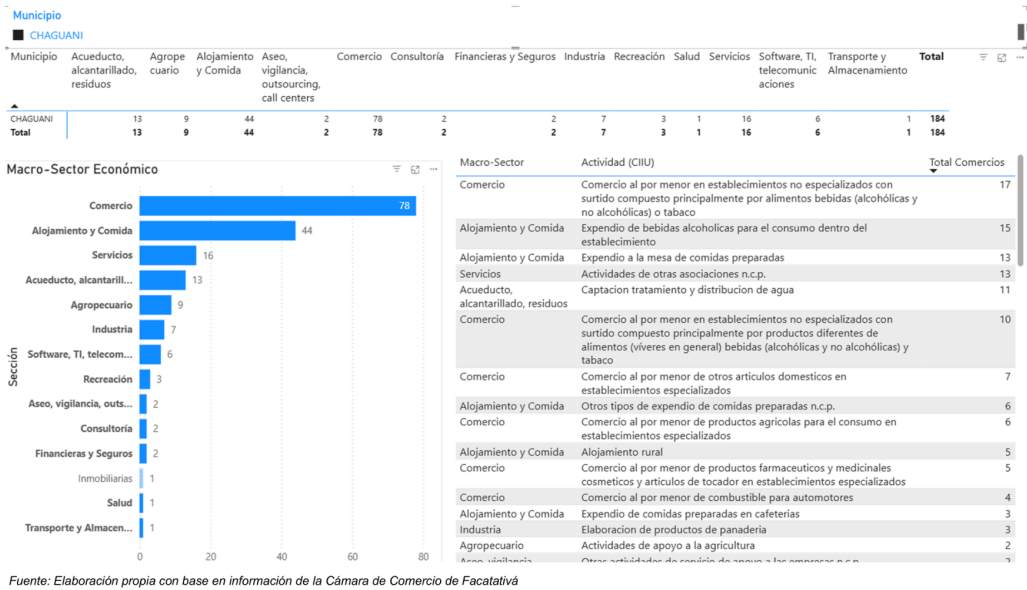 Municipio
CHAGUANI
Municipio Acueducto, alcantarillado, residuos Agrope cuario Alojamiento y Comida Aseo, vigilancia, outsourcing, call centers Comercio Consultoría Financieras y Seguros Industria Recreación Salud Servicios Software, TI, telecomunic aciones Transporte y Almacenamiento Total
CHAGUANI 13 9 44 2 78 2 2 7 3 1 16 6 1 184
Total 13 9 44 2 78 2 2 7 3 1 16 6 1 184
Macro-Sector Económico
Sección
Comercio 78
Alojamiento y Comida 44
Servicios 16
Acueducto, alcantarill... 13
Agropecuario 9
Industria 7
Software, TI, telecom... 6
Recreación 3
Aseo, vigilancia, outs... 2
Consultoría 2
Financieras y Seguros 2
Inmobiliarias 1
Salud 1
Transporte y Almacen... 1
0 20 40 60 80
Macro-Sector Actividad (CIIU) Total Comercios
Comercio Comercio al por menor en establecimientos no especializados con 17
surtido compuesto principalmente por alimentos bebidas (alcohólicas y
no alcohólicas) o tabaco
Alojamiento y Comida Expendio de bebidas alcoholicas para el consumo dentro del 15
establecimiento
Alojamiento y Comida Expendio a la mesa de comidas preparadas 13
Servicios Actividades de otras asociaciones n.c.p. 13
Acueducto, Captacion tratamiento y distribucion de agua 11
alcantarillado, residuos
Comercio Comercio al por menor en establecimientos no especializados con 10
surtido compuesto principalmente por productos diferentes de
alimentos (víveres en general) bebidas (alcohólicas y no alcohólicas) y
tabaco
Comercio Comercio al por menor de otros articulos domesticos en 7
establecimientos especializados
Alojamiento y Comida Otros tipos de expendio de comidas preparadas n.c.p. 6
Comercio Comercio al por menor de productos agricolas para el consumo en 6
establecimientos especializados
Alojamiento y Comida Alojamiento rural 5
Comercio Comercio al por menor de productos farmaceuticos y medicinales 5
cosmeticos y articulos de tocador en establecimientos especializados
Comercio Comercio al por menor de combustible para automotores 4
Alojamiento y Comida Expendio de comidas preparadas en cafeterias 3
Industria Elaboracion de productos de panaderia 3
Agropecuario Actividades de apoyo a la agricultura 2
Aseo, vigilancia, Otras actividades de servicio de apoyo a las empresas n.c.p. 2
Fuente: Elaboración propia con base en información de la Cámara de Comercio de Facatativá